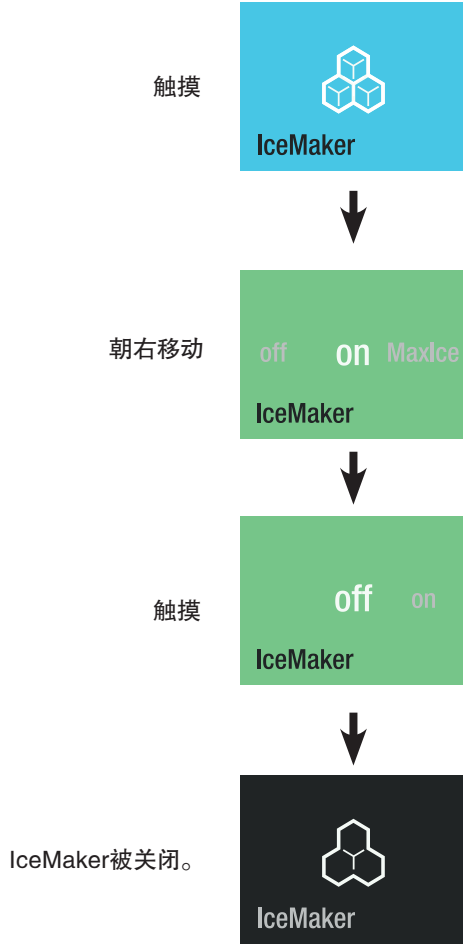 触摸
IceMaker
朝右移动
off on MaxIce
IceMaker
触摸
off on
IceMaker
IceMaker被关闭。
IceMaker